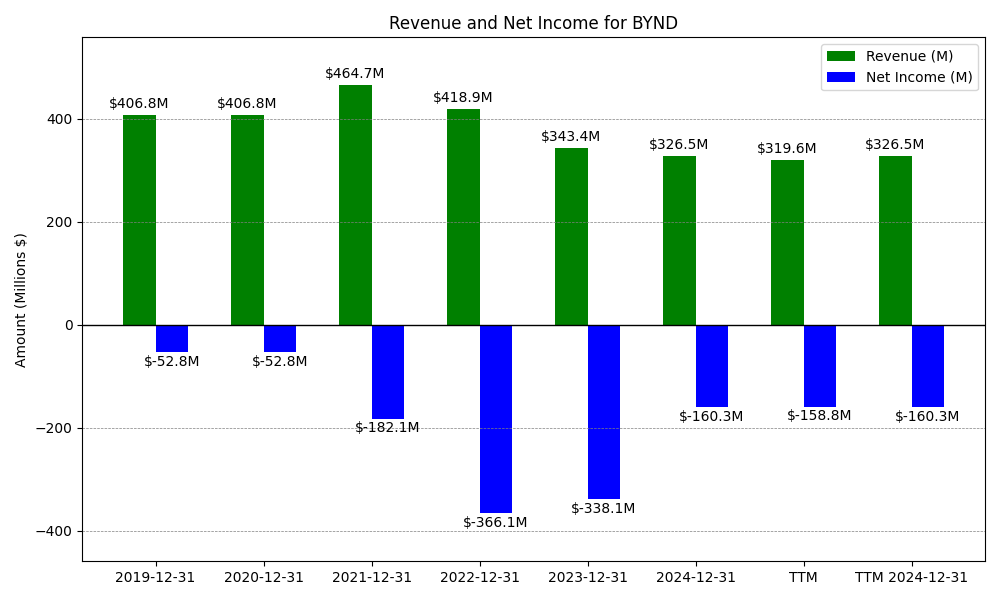 Revenue and Net Income for BYND
Revenue (M)
Net Income (M)
Amount (Millions $)
400
200
0
−200
−400
$406.8M
$406.8M
$464.7M
$418.9M
$343.4M
$326.5M
$319.6M
$326.5M
$-52.8M
$-52.8M
$-182.1M
$-366.1M
$-338.1M
$-160.3M
$-158.8M
$-160.3M
2019-12-31
2020-12-31
2021-12-31
2022-12-31
2023-12-31
2024-12-31
TTM
TTM 2024-12-31